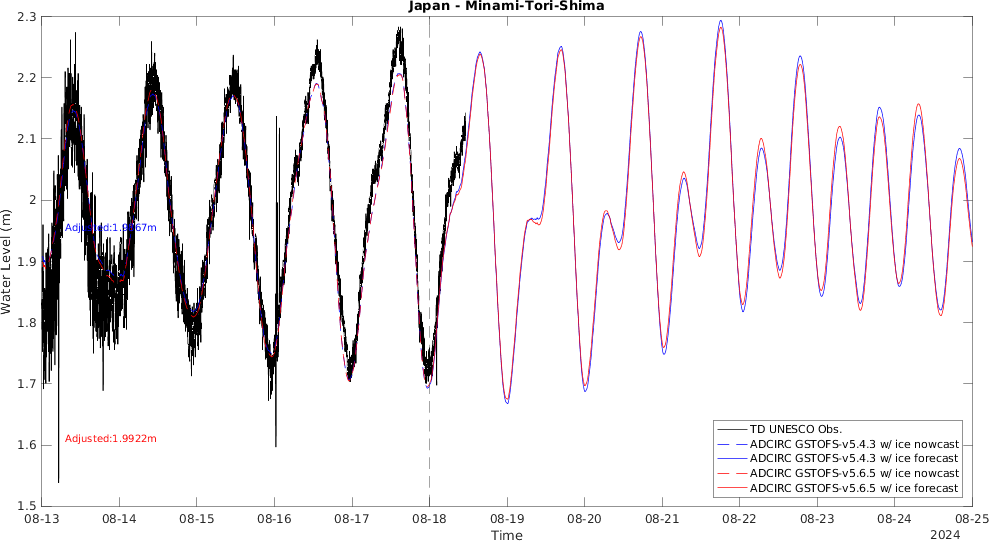 Japan - Minami-Tori-Shima
2.3
2.2
2.1
2
1.9
1.8
1.7
1.6
1.5
Water Level (m)
Adjusted:1.9767m
Adjusted:1.9922m
TD UNESCO Obs.
ADCIRC GSTOFS-v5.4.3 w/ ice nowcast
ADCIRC GSTOFS-v5.4.3 w/ ice forecast
ADCIRC GSTOFS-v5.6.5 w/ ice nowcast
ADCIRC GSTOFS-v5.6.5 w/ ice forecast
08-13 08-14 08-15 08-16 08-17 08-18 08-19 08-20 08-21 08-22 08-23 08-24 08-25
Time
2024